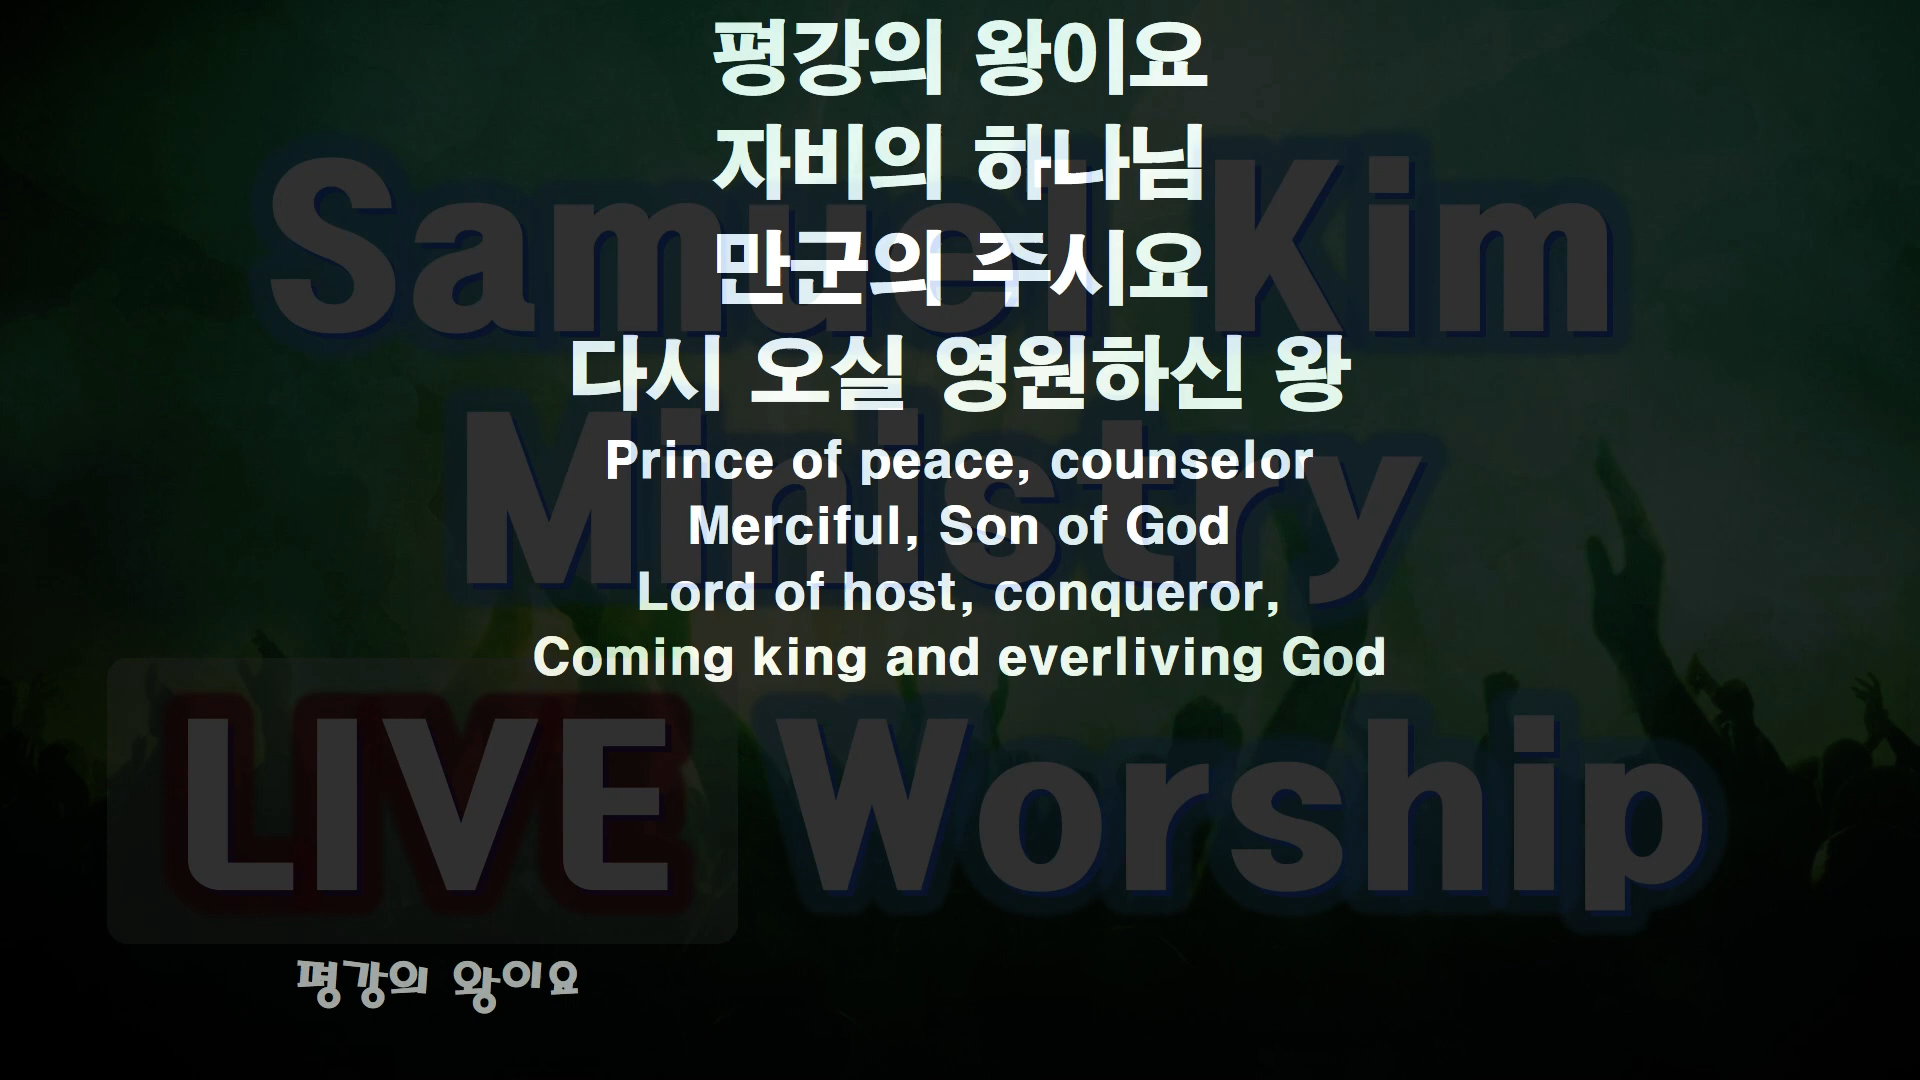 평강의 왕이요
자비의 하나님
만군의 주시요
다시 오실 영원하신 왕
Prince of peace, counselor
Merciful, Son of God
Lord of host, conqueror,
Coming king and everliving God
Samuel Kim
Ministry
LIVE Worship
평강의 왕이요